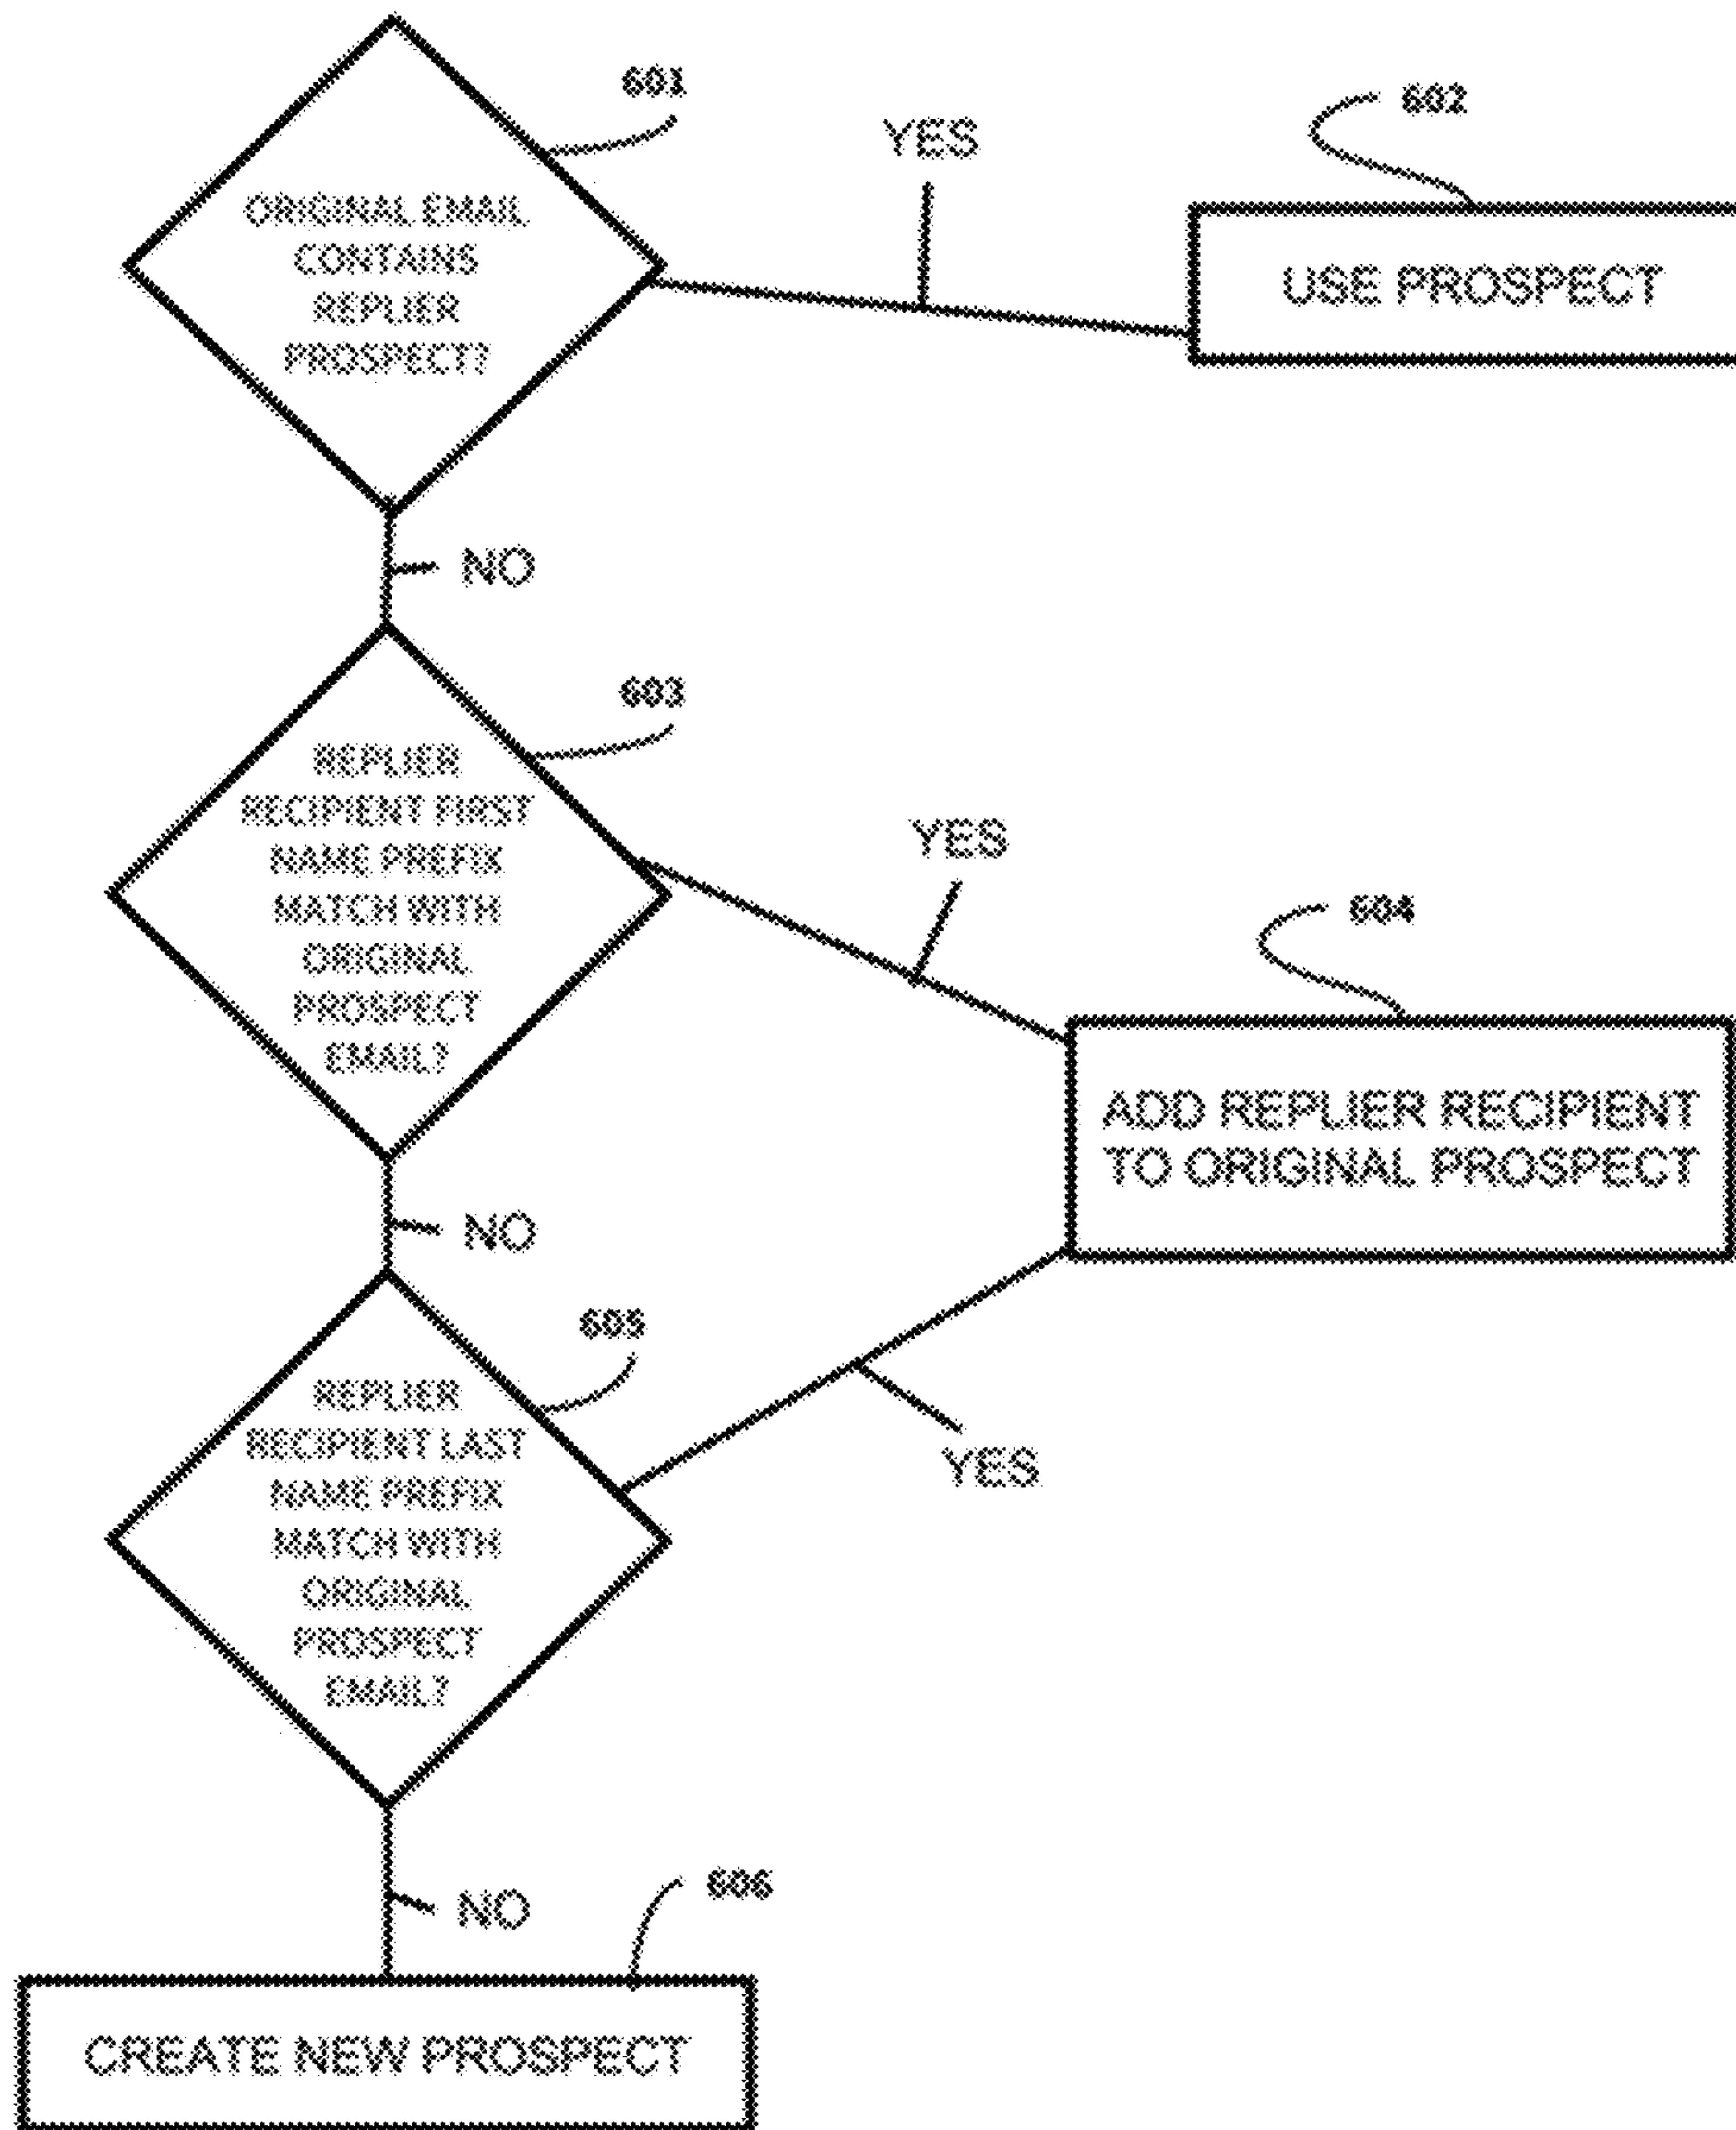 601
ORIGINAL EMAIL
CONTAINS
REPLIER
PROSPECT?
YES
602
USE PROSPECT
NO
603
REPLIER
RECIPIENT FIRST
NAME PREFIX
MATCH WITH
ORIGINAL
PROSPECT
EMAIL?
YES
604
ADD REPLIER RECIPIENT
TO ORIGINAL PROSPECT
NO
605
REPLIER
RECIPIENT LAST
NAME PREFIX
MATCH WITH
ORIGINAL
PROSPECT
EMAIL?
YES
NO
606
CREATE NEW PROSPECT